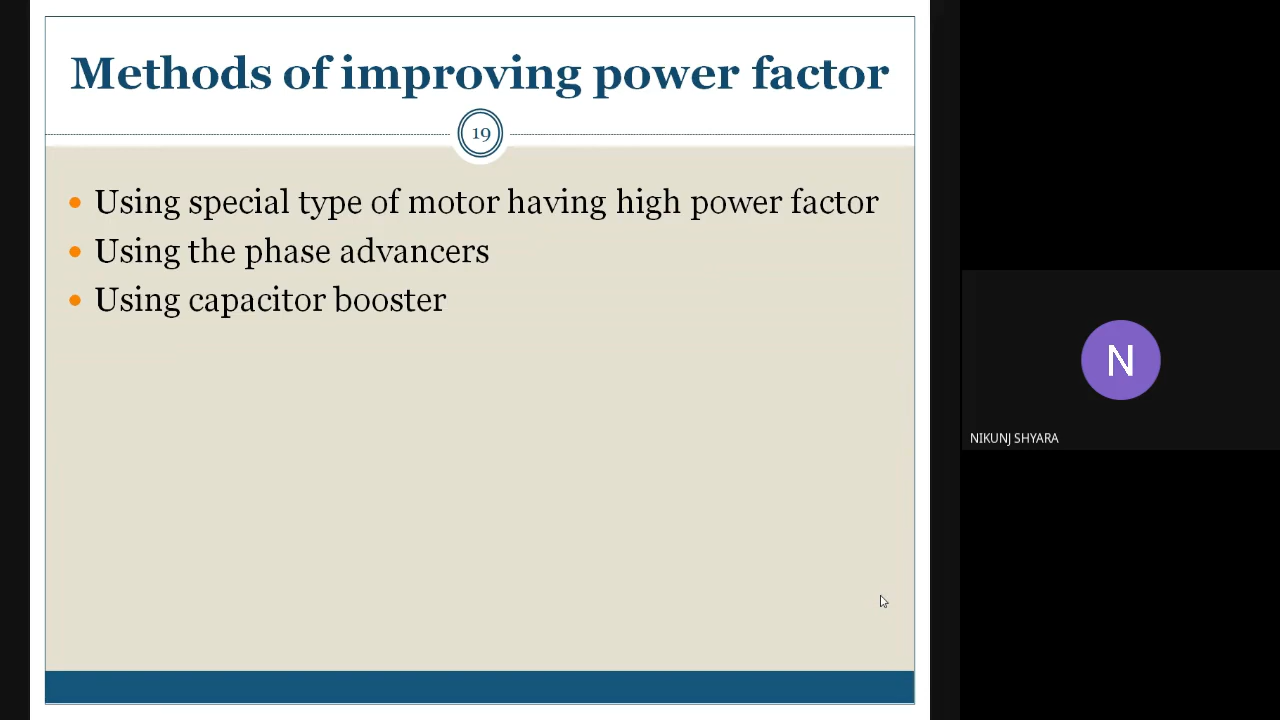 Methods of improving power factor
19
Using special type of motor having high power factor
Using the phase advancers
Using capacitor booster
N
NIKUNJ SHYARA